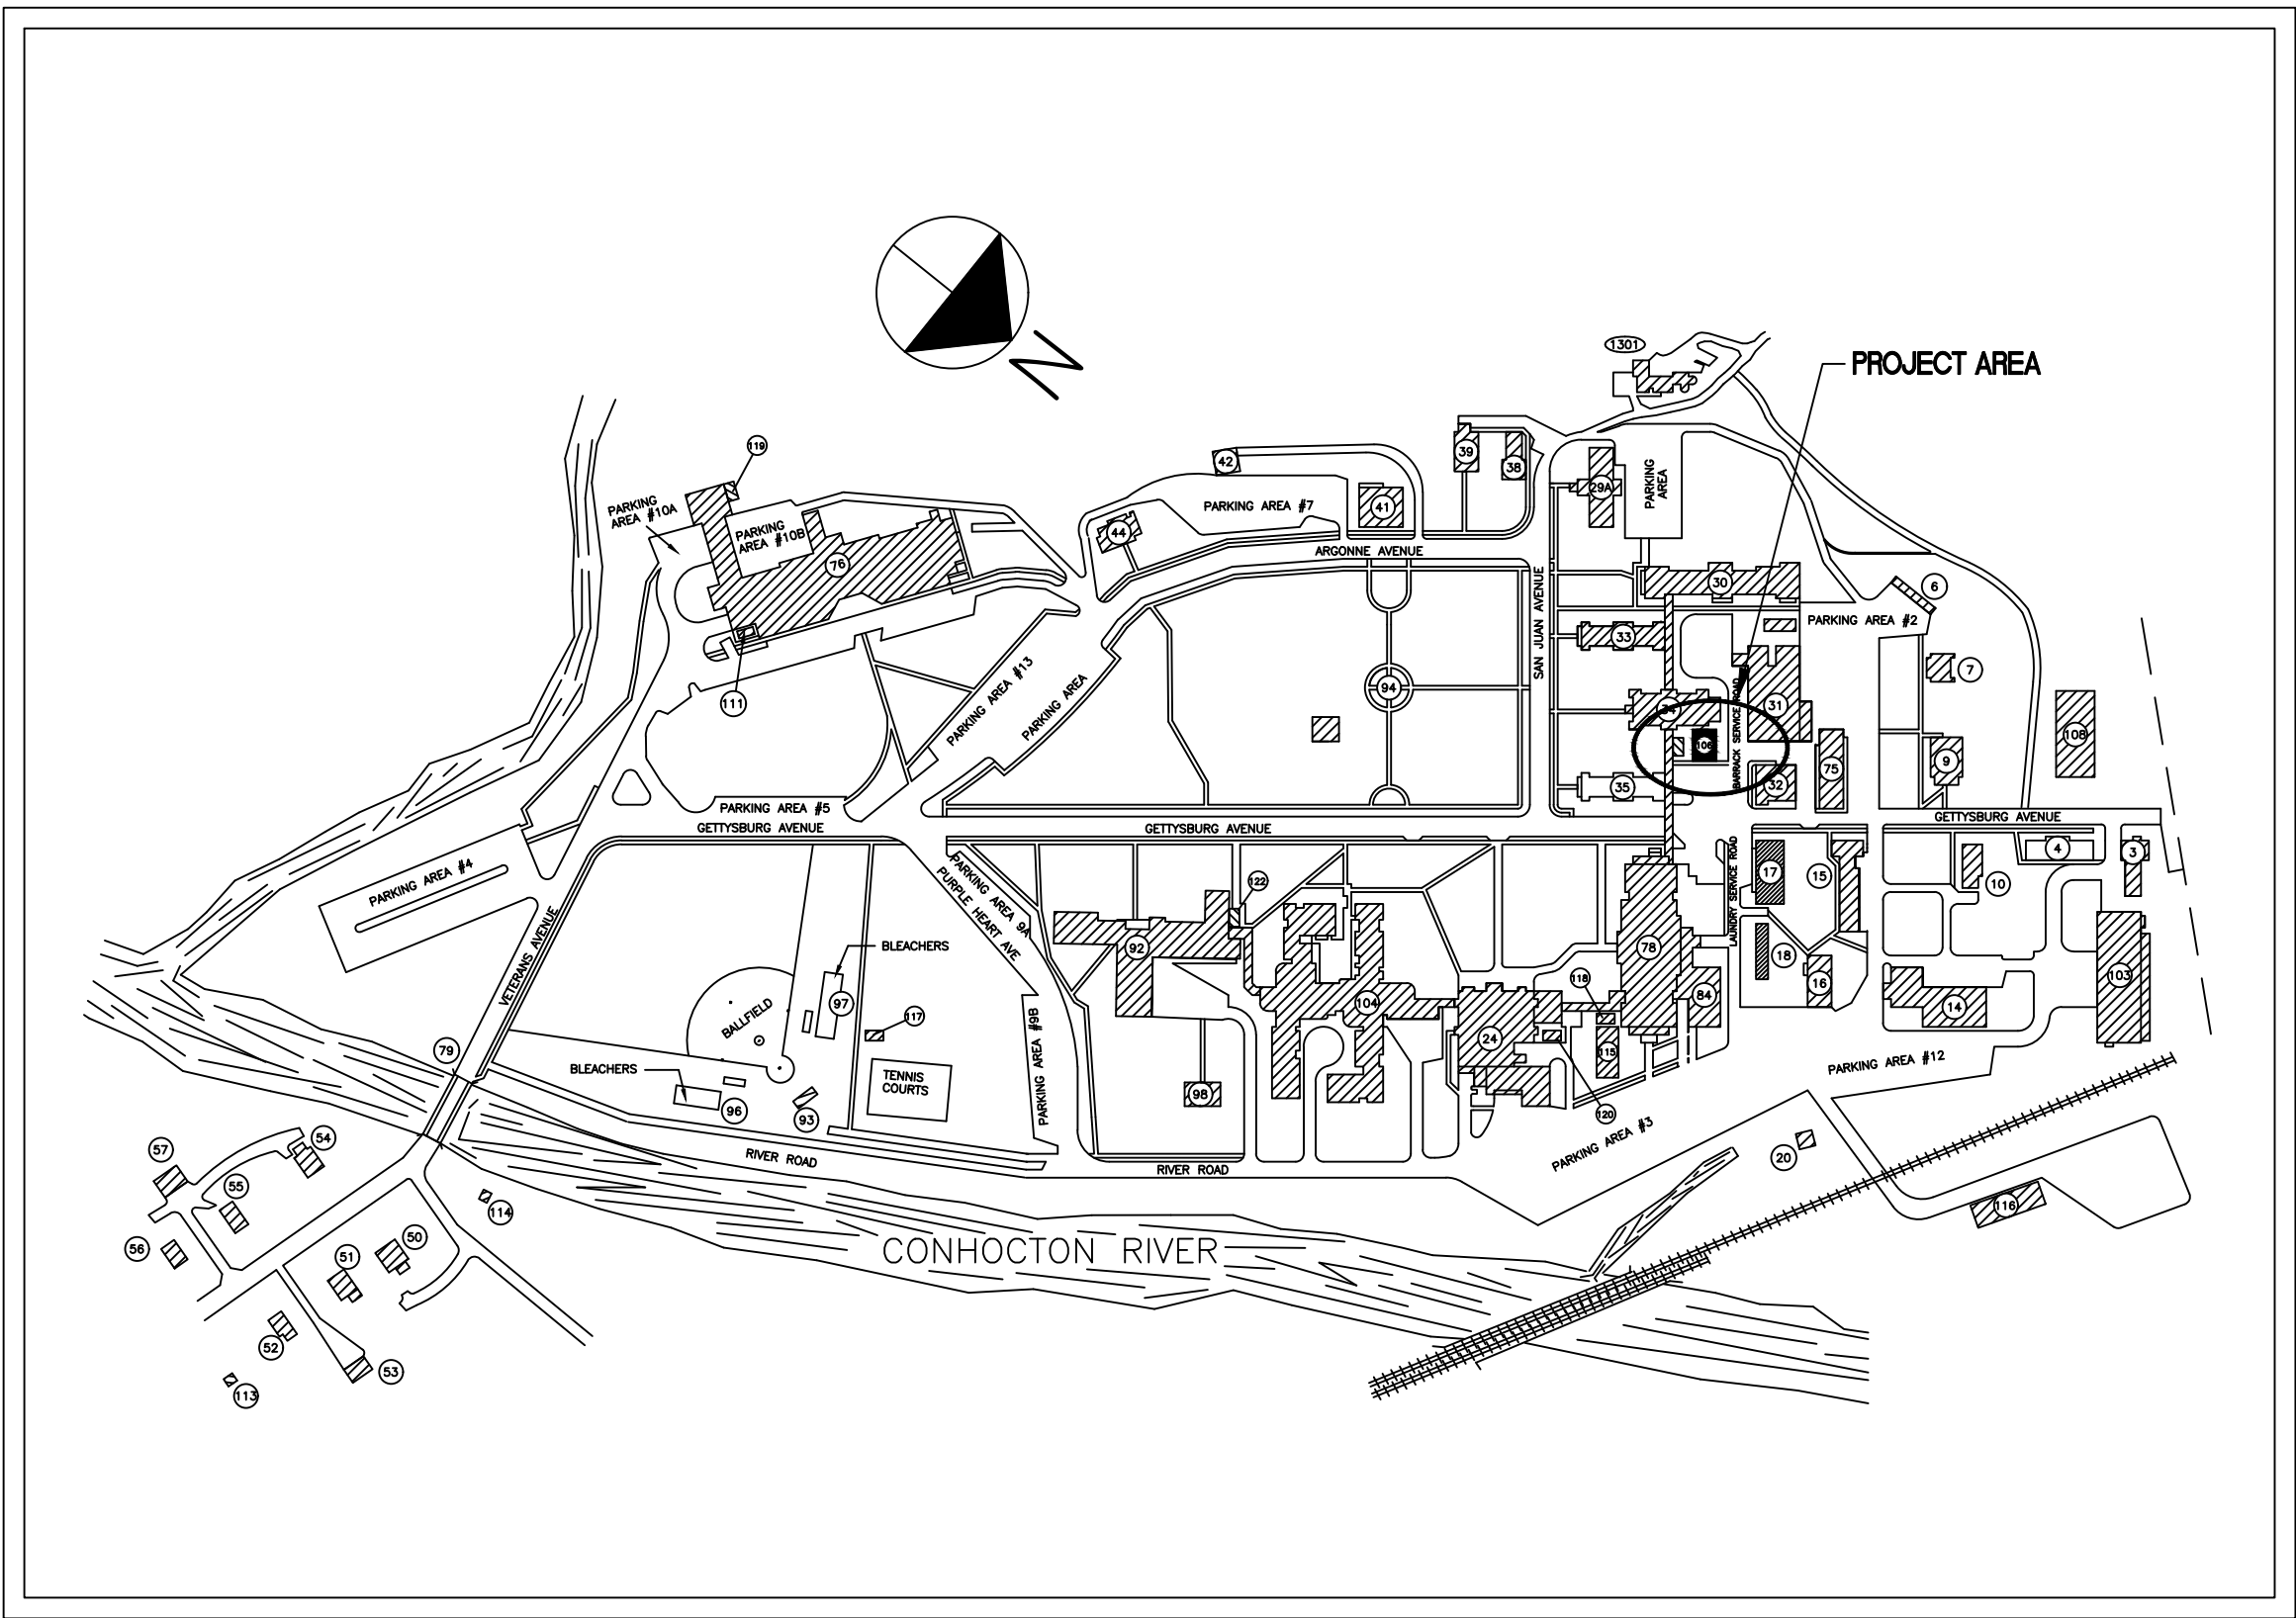 N
1301
PROJECT AREA
119
PARKING
AREA #10A
PARKING
AREA #10B
76
111
42
39
38
PARKING AREA #7
41
44
29A
PARKING
AREA
ARGONNE AVENUE
SAN JUAN AVENUE
30
6
PARKING AREA #2
33
7
PARKING AREA #13
PARKING AREA
94
34
31
BARRACK SERVICE ROAD
106
108
75
9
32
35
PARKING AREA #5
GETTYSBURG AVENUE
GETTYSBURG AVENUE
GETTYSBURG AVENUE
4
3
PARKING AREA #4
PARKING AREA 9A
PURPLE HEART AVE
122
LAUNDRY SERVICE ROAD
17
15
10
VETERANS AVENUE
BLEACHERS
92
78
18
16
103
97
BALLFIELD
117
104
118
84
14
PARKING AREA #9B
24
115
79
BLEACHERS
TENNIS
COURTS
PARKING AREA #12
96
93
98
120
PARKING AREA #3
57
54
RIVER ROAD
RIVER ROAD
20
55
114
116
56
51
50
CONHOCTON RIVER
52
53
113